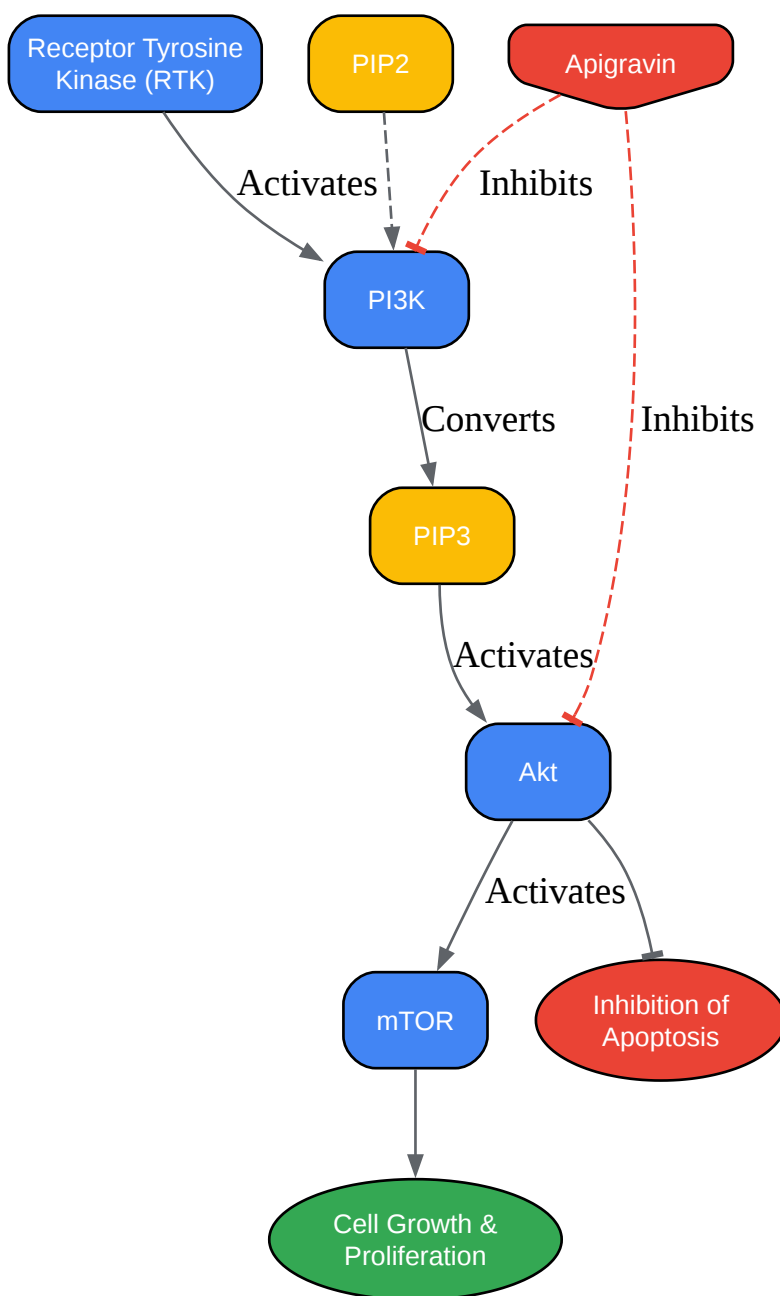 Receptor Tyrosine
Kinase (RTK)
PIP2
Apigravin
Activates
Inhibits
PI3K
Converts
Inhibits
PIP3
Activates
Akt
Activates
mTOR
Inhibition of
Apoptosis
Cell Growth &
Proliferation